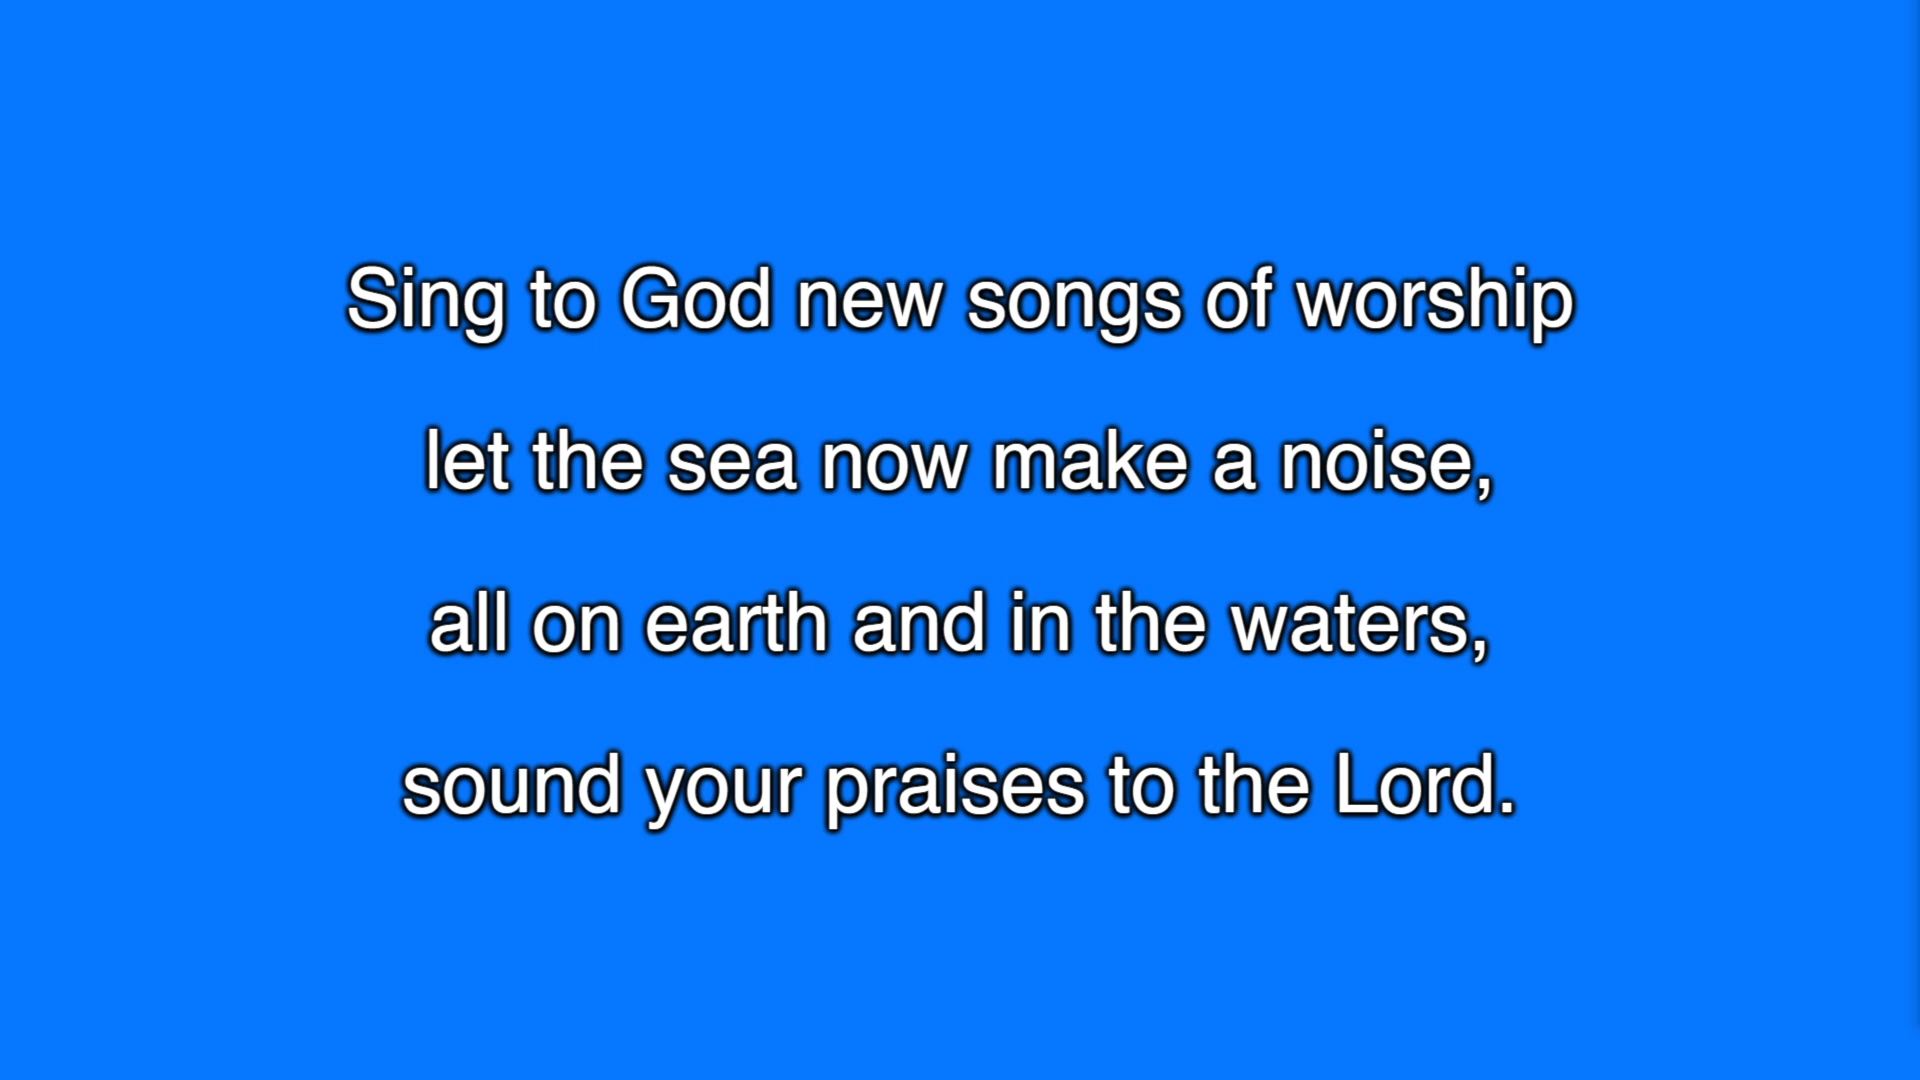 Sing to God new songs of worship
let the sea now make a noise,
all on earth and in the waters,
sound your praises to the Lord.